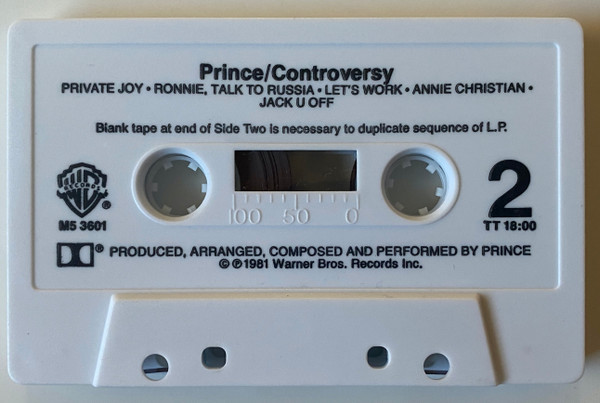 Prince/Controversy
PRIVATE JOY • RONNIE, TALK TO RUSSIA • LET'S WORK • ANNIE CHRISTIAN •
JACK U OFF
Blank tape at end of Side Two is necessary to duplicate sequence of L.P.
RECORDS
®
M5 3601
100 50 0
2
TT 18:00
® PRODUCED, ARRANGED, COMPOSED AND PERFORMED BY PRINCE
© ℗ 1981 Warner Bros. Records Inc.